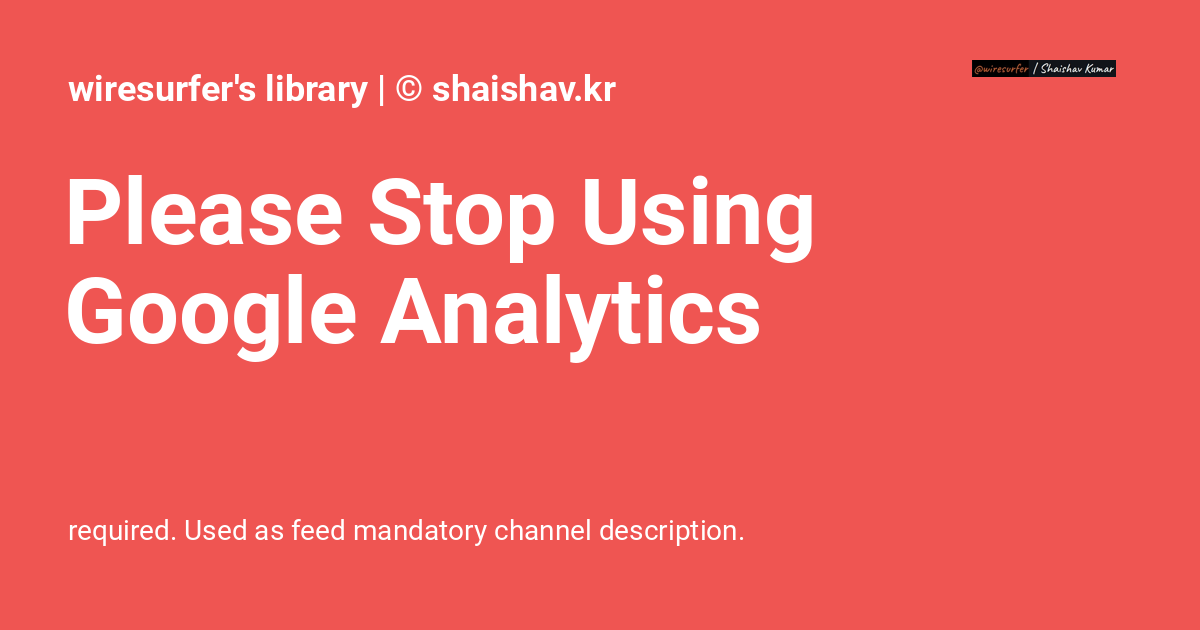 wiresurfer's library | © shaishav.kr
@wiresurfer | Shaishav Kumar
Please Stop Using
Google Analytics
required. Used as feed mandatory channel description.